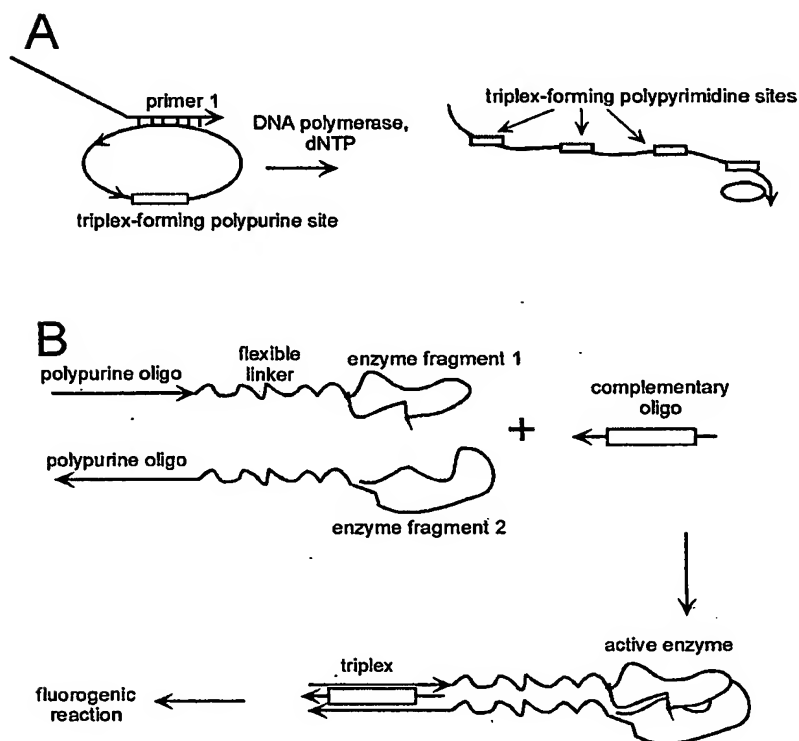 A
primer 1
DNA polymerase,
dNTP
triplex-forming polypyrimidine sites
triplex-forming polypurine site
B
polypurine oligo
flexible
linker
enzyme fragment 1
+
complementary
oligo
polypurine oligo
enzyme fragment 2
active enzyme
triplex
fluorogenic
reaction